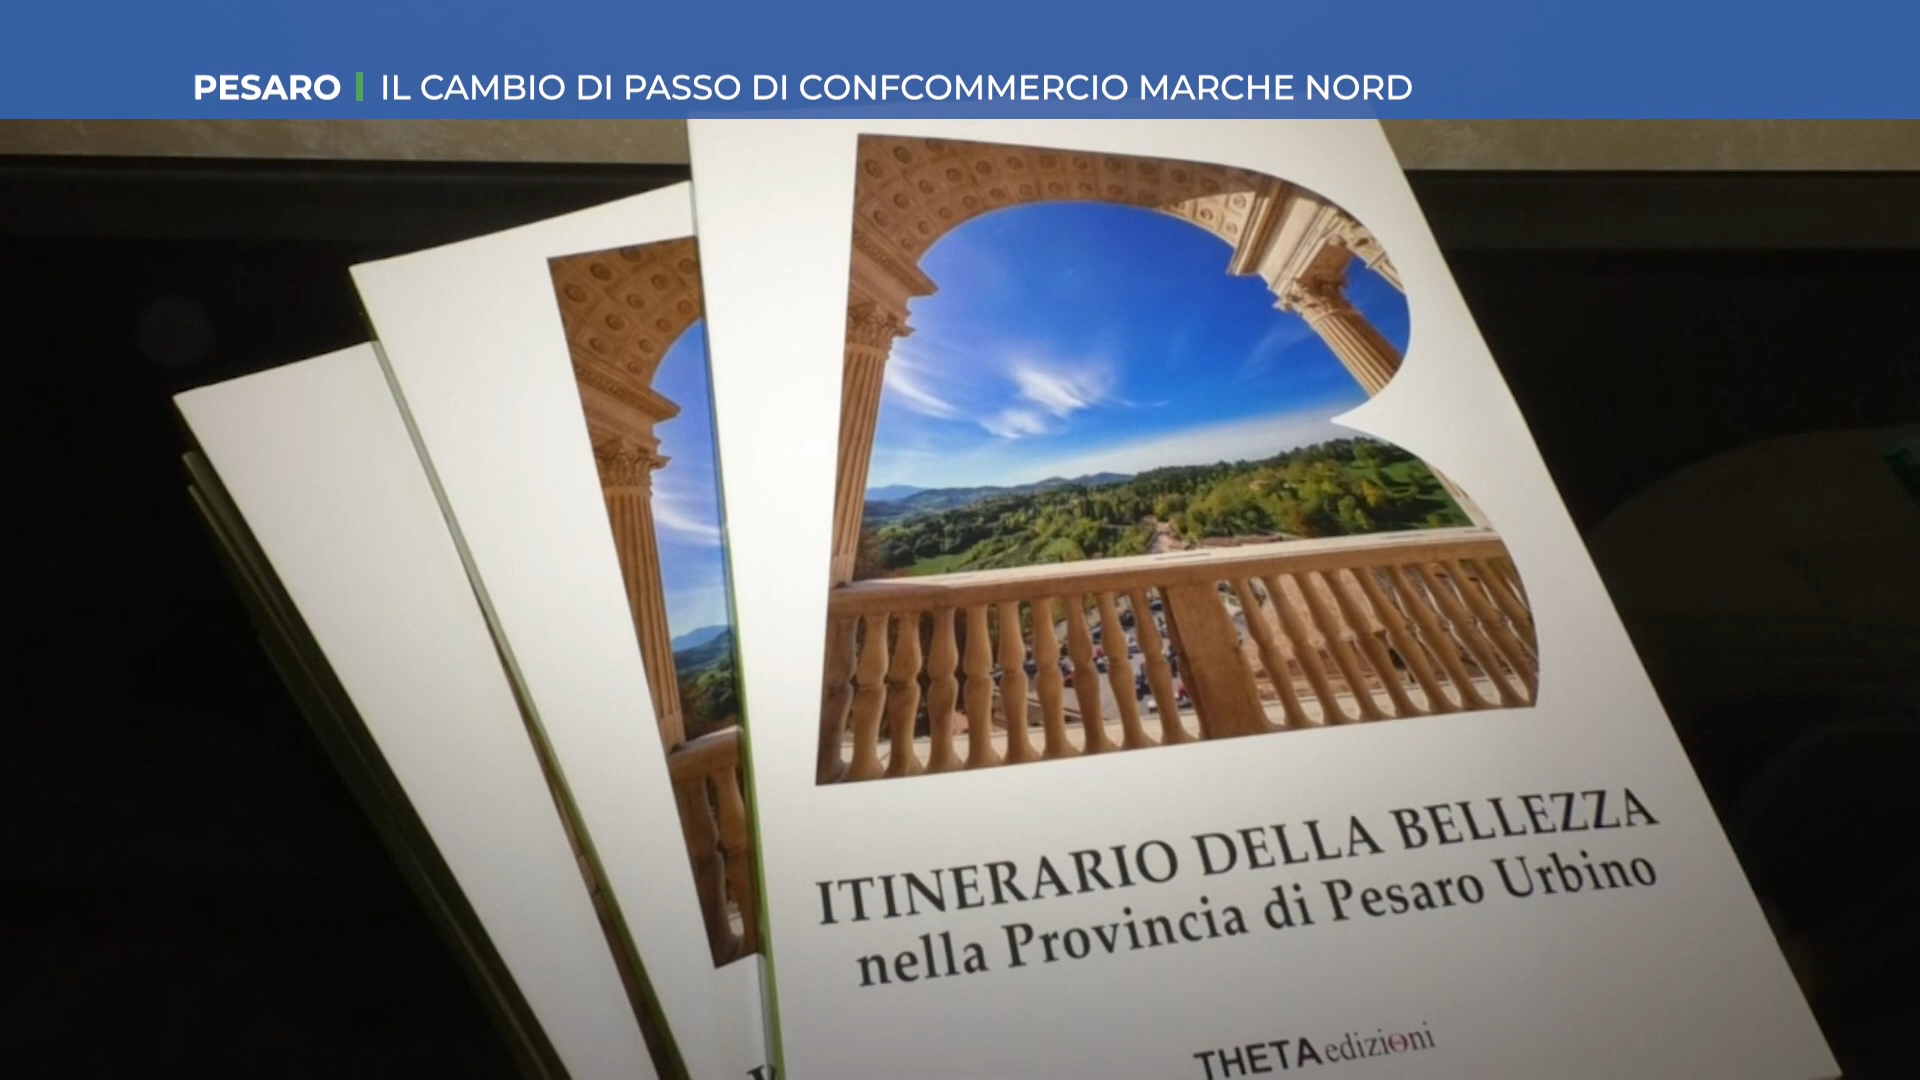 PESARO | IL CAMBIO DI PASSO DI CONFCOMMERCIO MARCHE NORD
ITINERARIO DELLA BELLEZZA
nella Provincia di Pesaro Urbino
THETA edizioni